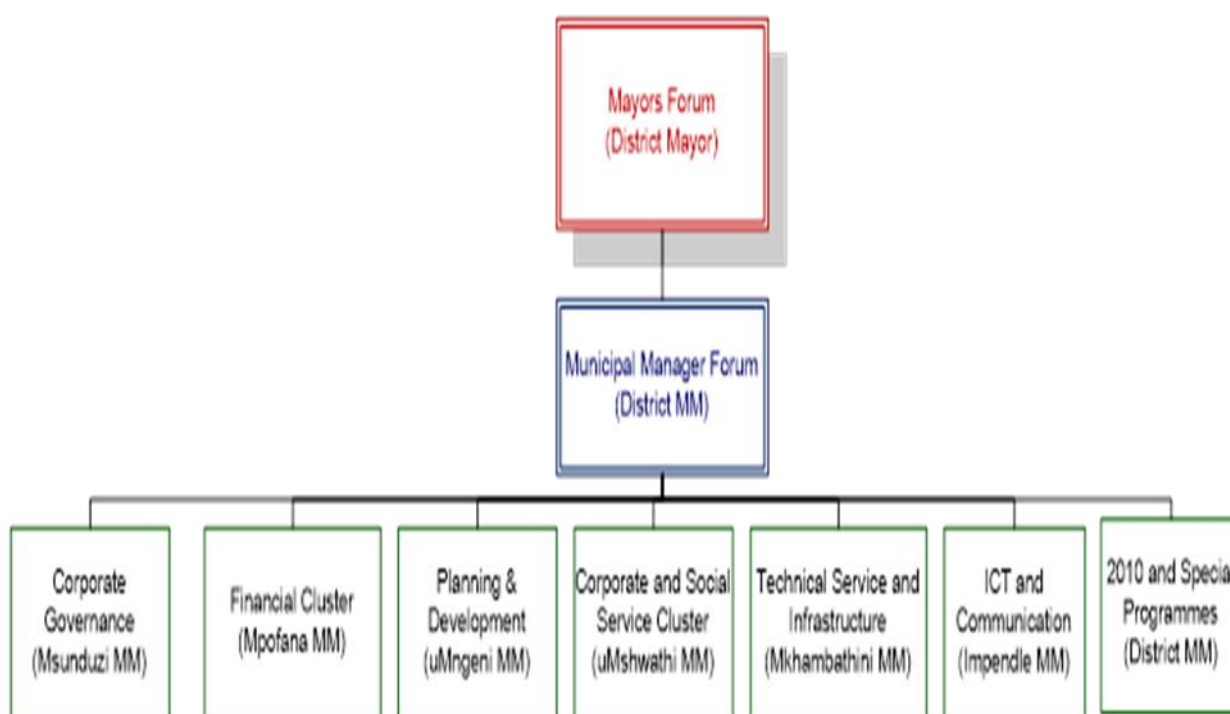 Mayors Forum
(District Mayor)
Municipal Manager Forum
(District MM)
Corporate
Governance
(Msunduzi MM)
Financial Cluster
(Mpofana MM)
Planning &
Development
(uMngeni MM)
Corporate and Social
Service Cluster
(uMshwathi MM)
Technical Service and
Infrastructure
(Mkhambathini MM)
ICT and
Communication
(Impendle MM)
2010 and Specia
Programmes
(District MM)